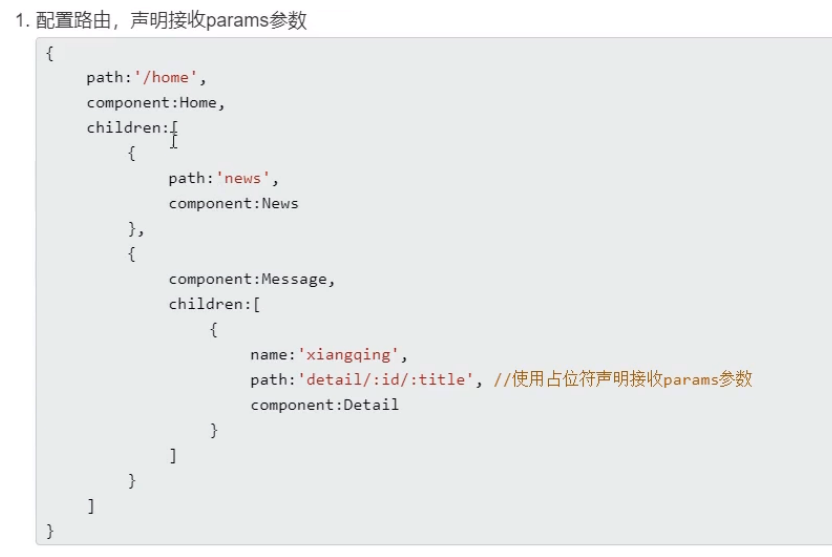 1. 配置路由，声明接收params参数
{
path:'/home',
component:Home,
children:[
{
path:'news',
component:News
},
{
component:Message,
children:[
{
name:'xiangqing',
path:'detail/:id/:title', //使用占位符声明接收params参数
component:Detail
}
]
}
]
}